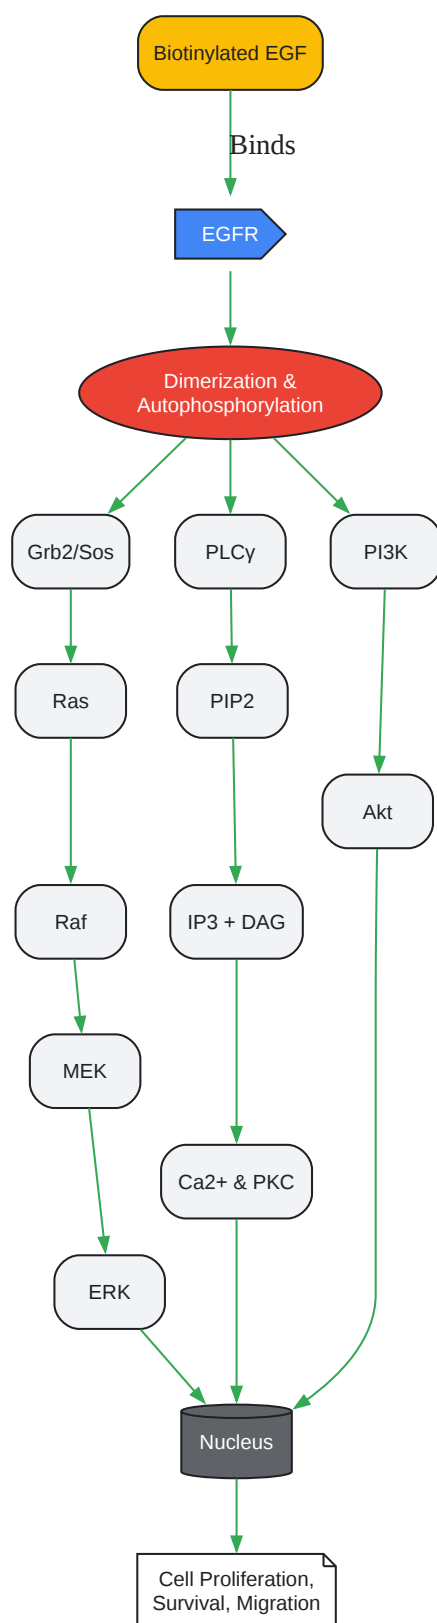 Biotinylated EGF
Binds
EGFR
Dimerization &
Autophosphorylation
Grb2/Sos
PLCγ
PI3K
Ras
PIP2
Akt
Raf
IP3 + DAG
MEK
Ca2+ & PKC
ERK
Nucleus
Cell Proliferation,
Survival, Migration